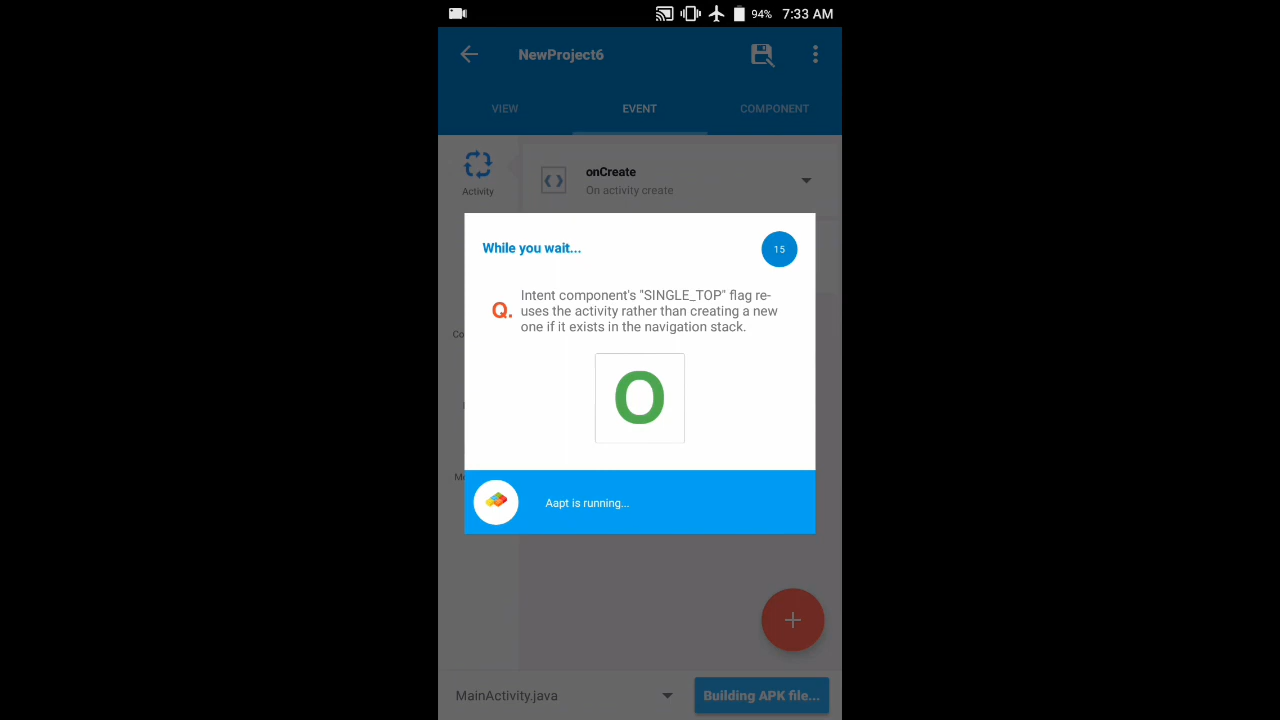 94% 7:33 AM
NewProject6
VIEW EVENT COMPONENT
Activity
onCreate
On activity create
While you wait...
15
Q.
Intent component's "SINGLE_TOP" flag re-
uses the activity rather than creating a new
one if it exists in the navigation stack.
O
Co
Mo
Aapt is running...
+
MainActivity.java
Building APK file...